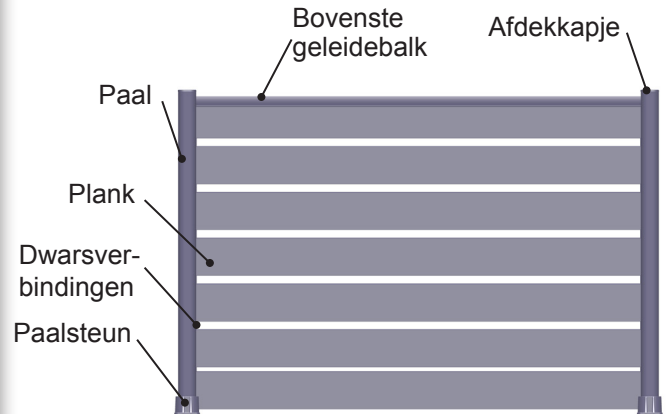 Bovenste
geleidebalk
Afdekkapje
Paal
Plank
Dwarsver-
bindingen
Paalsteun